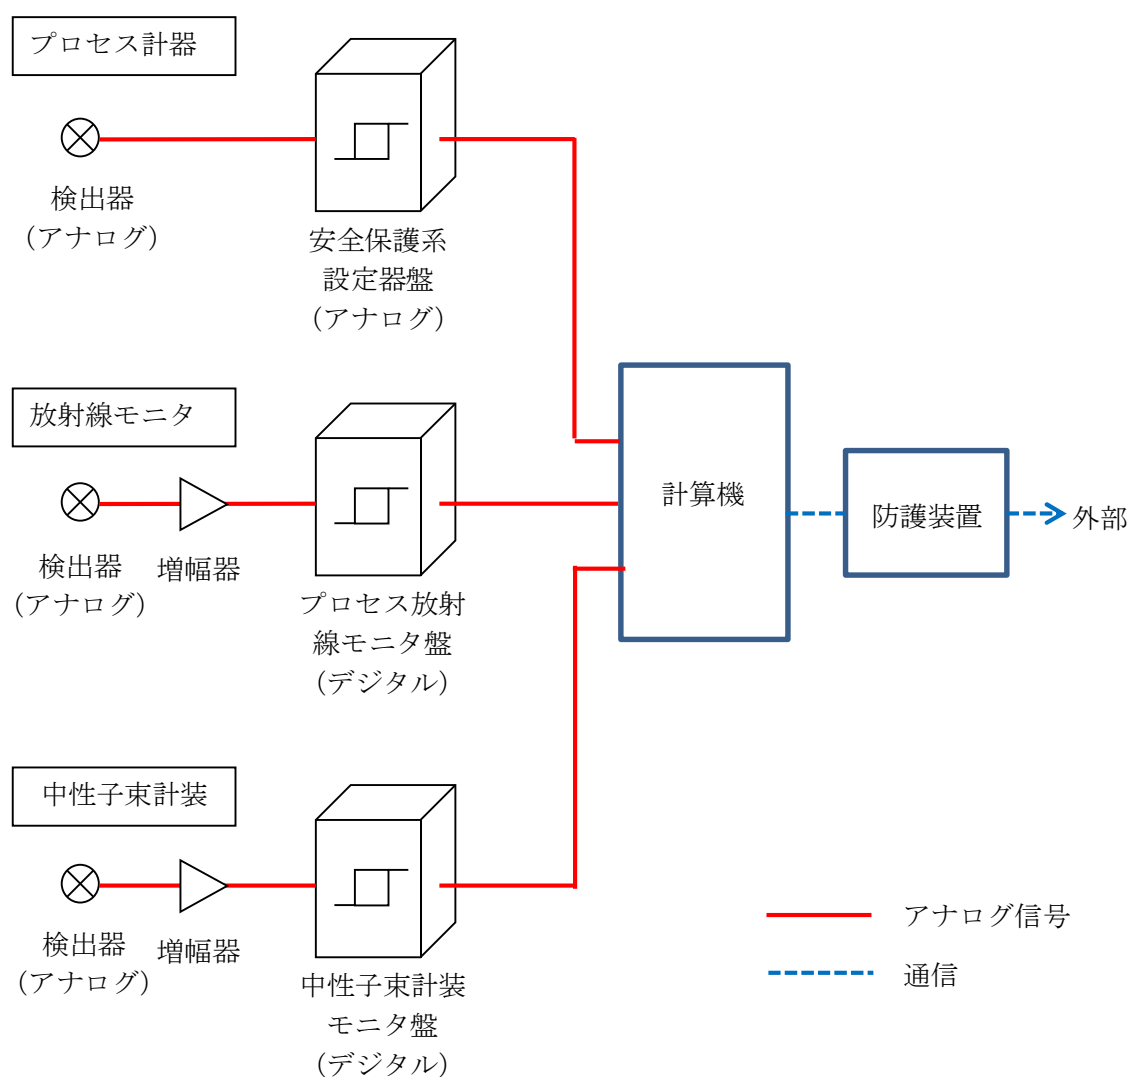 プロセス計器
検出器
(アナログ)
安全保護系
設定器盤
(アナログ)
放射線モニタ
検出器
(アナログ)
増幅器
プロセス放射
線モニタ盤
(デジタル)
計算機
防護装置
外部
中性子束計装
検出器
(アナログ)
増幅器
中性子束計装
モニタ盤
(デジタル)
アナログ信号
通信